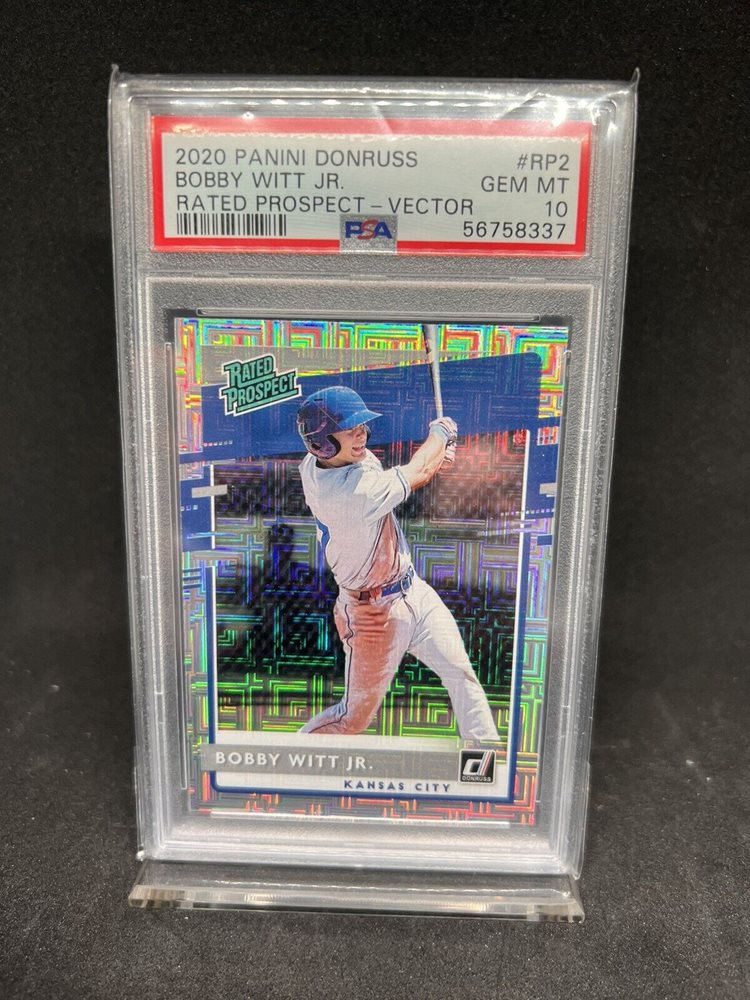 2020 PANINI DONRUSS #RP2
BOBBY WITT JR. GEM MT
RATED PROSPECT - VECTOR 10
PSA 56758337
RATED
PROSPECT
BOBBY WITT JR.
d
DONRUSS
KANSAS CITY